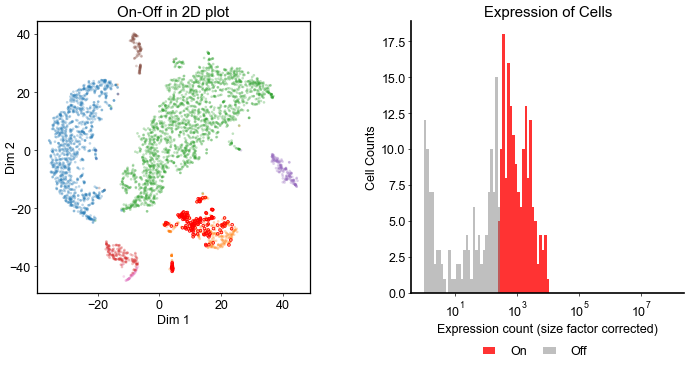 On-Off in 2D plot
40
20
0
−20
−40
Dim 2
−20
0
20
40
Dim 1
Expression of Cells
17.5
15.0
12.5
10.0
7.5
5.0
2.5
0.0
Cell Counts
10^1
10^3
10^5
10^7
Expression count (size factor corrected)
On
Off